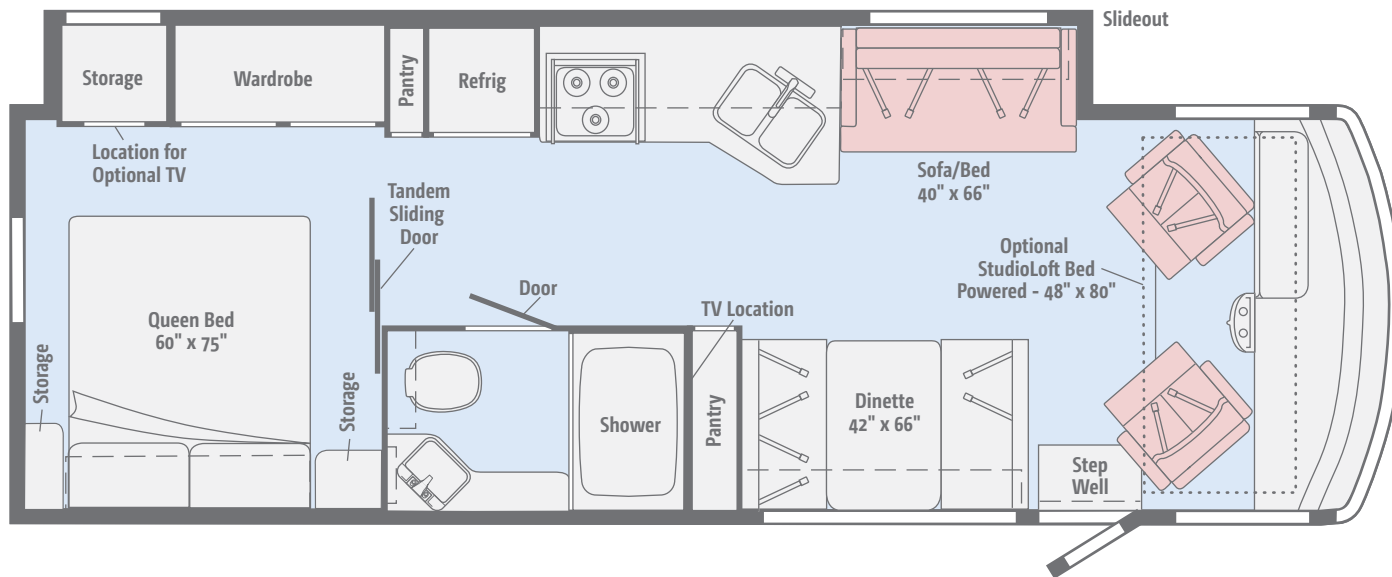 Slideout
Storage
Wardrobe
Pantry
Refrig
Location for
Optional TV
Tandem
Sliding
Door
Sofa/Bed
40" x 66"
Optional
StudioLoft Bed
Powered - 48" x 80"
Door
TV Location
Queen Bed
60" x 75"
Storage
Storage
Shower
Pantry
Dinette
42" x 66"
Step
Well